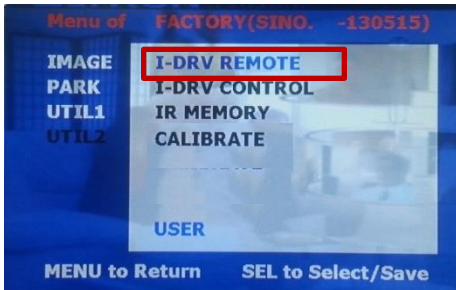 Menu of FACTORY(SINO. -130515)
IMAGE I-DRV REMOTE
PARK I-DRV CONTROL
UTIL1 IR MEMORY
UTIL2 CALIBRATE
USER
MENU to Return SEL to Select/Save